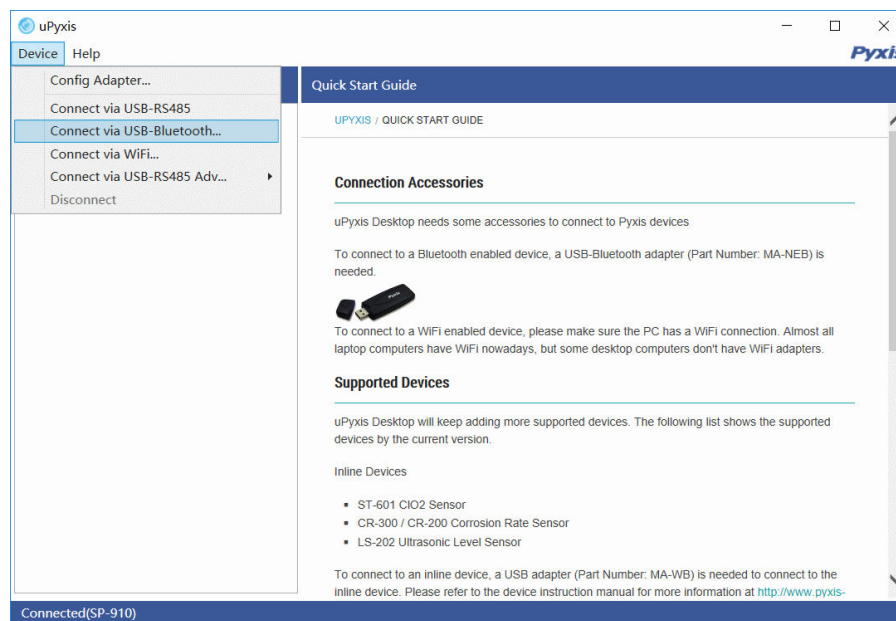 uPyxis
Device Help
Pyxis
Config Adapter...
Connect via USB-RS485
Connect via USB-Bluetooth...
Connect via WiFi...
Connect via USB-RS485 Adv...
Disconnect
Quick Start Guide
UPYXIS / QUICK START GUIDE
Connection Accessories
uPyxis Desktop needs some accessories to connect to Pyxis devices
To connect to a Bluetooth enabled device, a USB-Bluetooth adapter (Part Number: MA-NEB) is
needed.
To connect to a WiFi enabled device, please make sure the PC has a WiFi connection. Almost all
laptop computers have WiFi nowadays, but some desktop computers don't have WiFi adapters.
Supported Devices
uPyxis Desktop will keep adding more supported devices. The following list shows the supported
devices by the current version.
Inline Devices
ST-601 ClO2 Sensor
CR-300 / CR-200 Corrosion Rate Sensor
LS-202 Ultrasonic Level Sensor
To connect to an inline device, a USB adapter (Part Number: MA-WB) is needed to connect to the
inline device. Please refer to the device instruction manual for more information at http://www.pyxis-
Connected(SP-910)